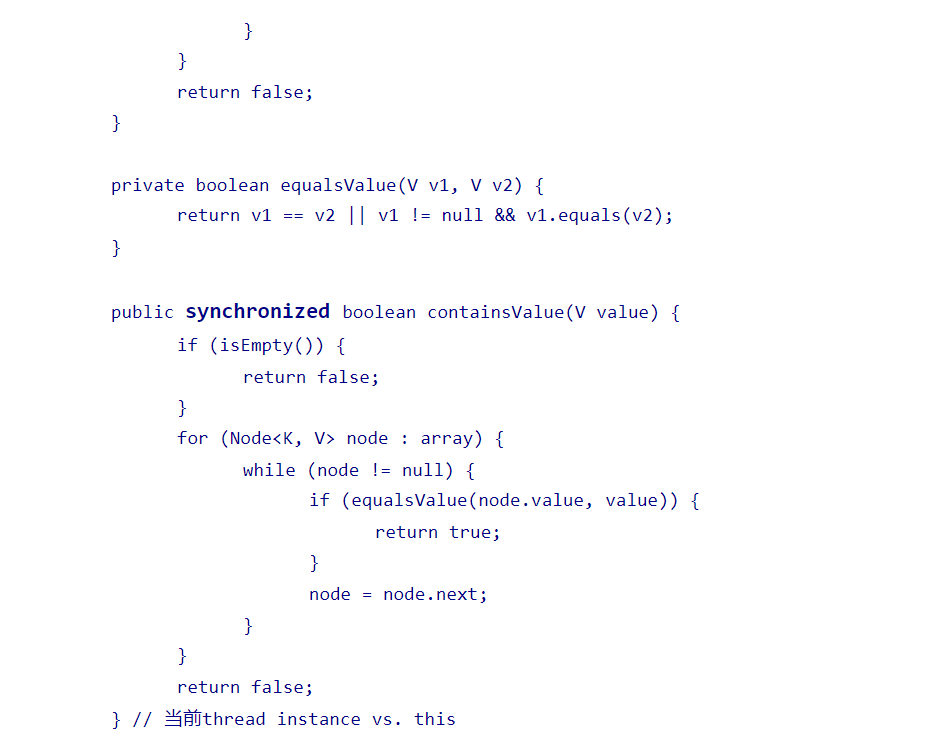 }
}
return false;
}
private boolean equalsValue(V v1, V v2) {
return v1 == v2 || v1 != null && v1.equals(v2);
}
public synchronized boolean containsValue(V value) {
if (isEmpty()) {
return false;
}
for (Node<K, V> node : array) {
while (node != null) {
if (equalsValue(node.value, value)) {
return true;
}
node = node.next;
}
}
return false;
} // 当前thread instance vs. this